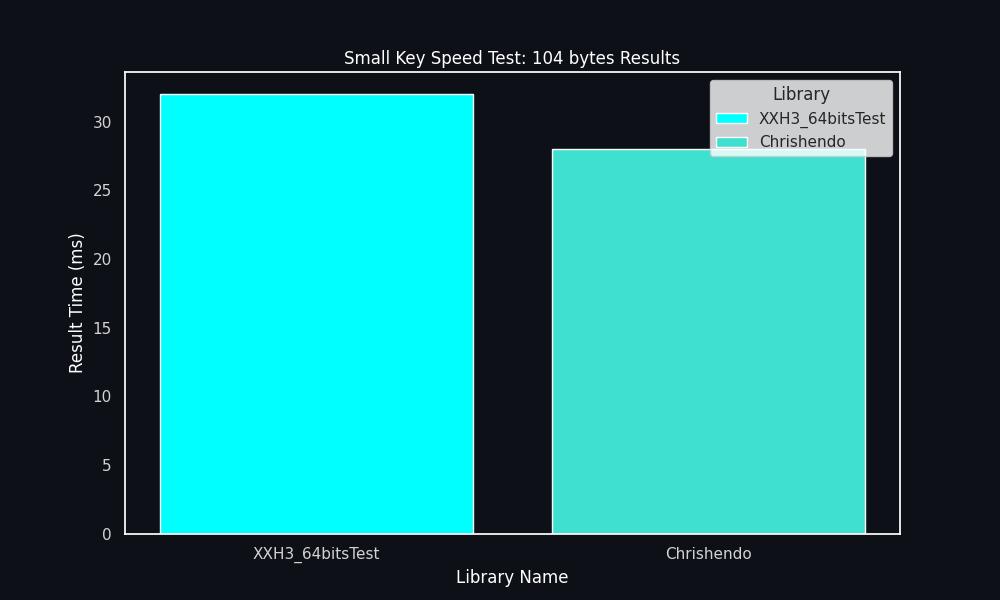 Small Key Speed Test: 104 bytes Results
Library
XXH3_64bitsTest
Chrishendo
Result Time (ms)
30
25
20
15
10
5
0
XXH3_64bitsTest Chrishendo
Library Name